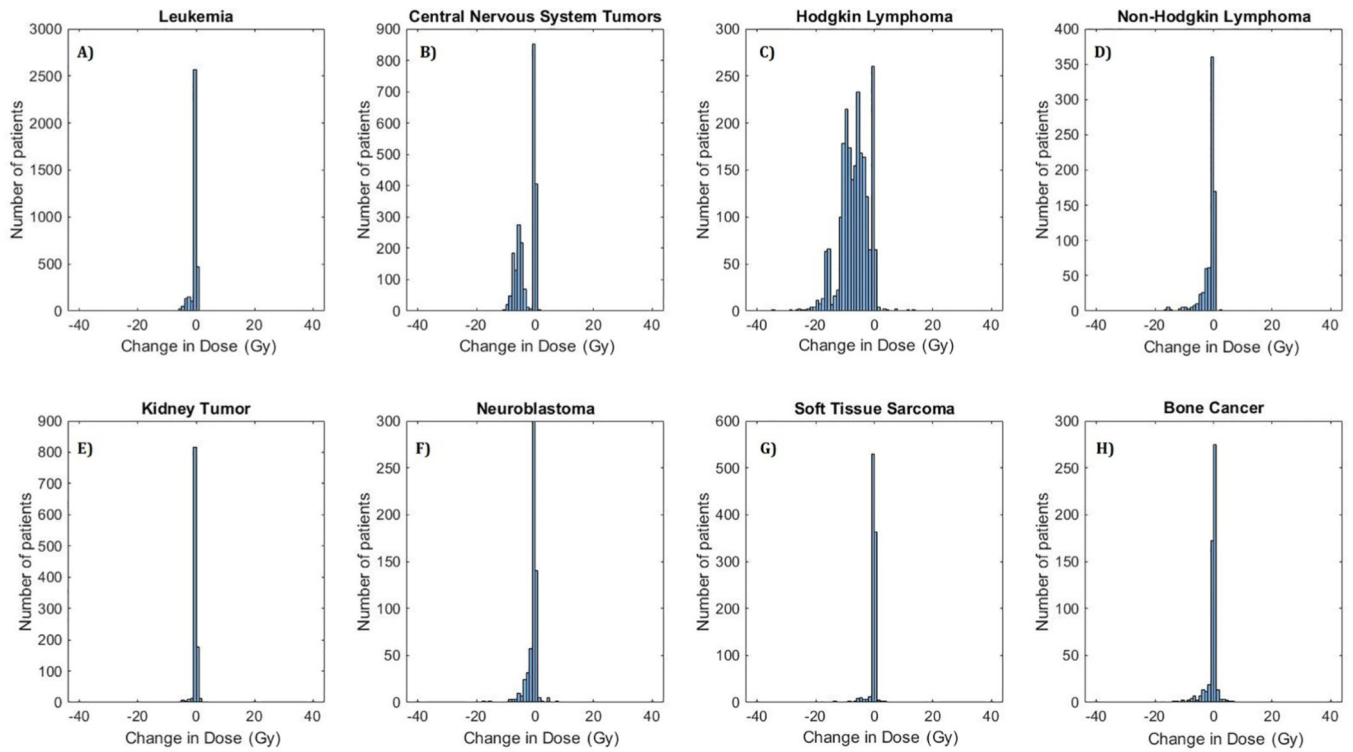 Leukemia
A)
3000
2500
2000
1500
1000
500
0
Number of patients
-40 -20 0 20 40
Change in Dose (Gy)
Central Nervous System Tumors
B)
900
800
700
600
500
400
300
200
100
0
Number of patients
-40 -20 0 20 40
Change in Dose (Gy)
Hodgkin Lymphoma
C)
300
250
200
150
100
50
0
Number of patients
-40 -20 0 20 40
Change in Dose (Gy)
Non-Hodgkin Lymphoma
D)
400
350
300
250
200
150
100
50
0
Number of patients
-40 -20 0 20 40
Change in Dose (Gy)
Kidney Tumor
E)
900
800
700
600
500
400
300
200
100
0
Number of patients
-40 -20 0 20 40
Change in Dose (Gy)
Neuroblastoma
F)
300
250
200
150
100
50
0
Number of patients
-40 -20 0 20 40
Change in Dose (Gy)
Soft Tissue Sarcoma
G)
600
500
400
300
200
100
0
Number of patients
-40 -20 0 20 40
Change in Dose (Gy)
Bone Cancer
H)
300
250
200
150
100
50
0
Number of patients
-40 -20 0 20 40
Change in Dose (Gy)